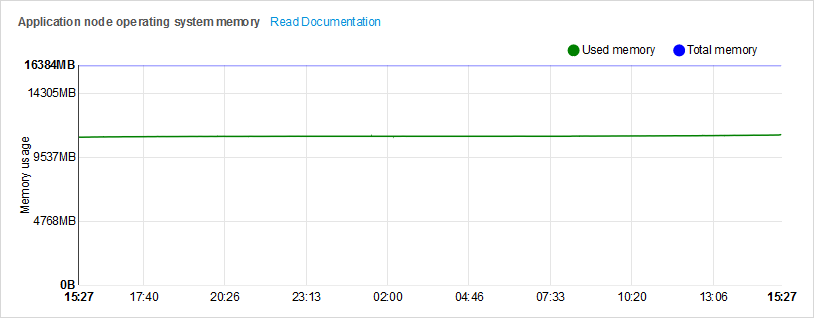 Application node operating system memory Read Documentation
Used memory Total memory
16384MB
14305MB
9537MB
4768MB
0B
Memory usage
15:27 17:40 20:26 23:13 02:00 04:46 07:33 10:20 13:06 15:27